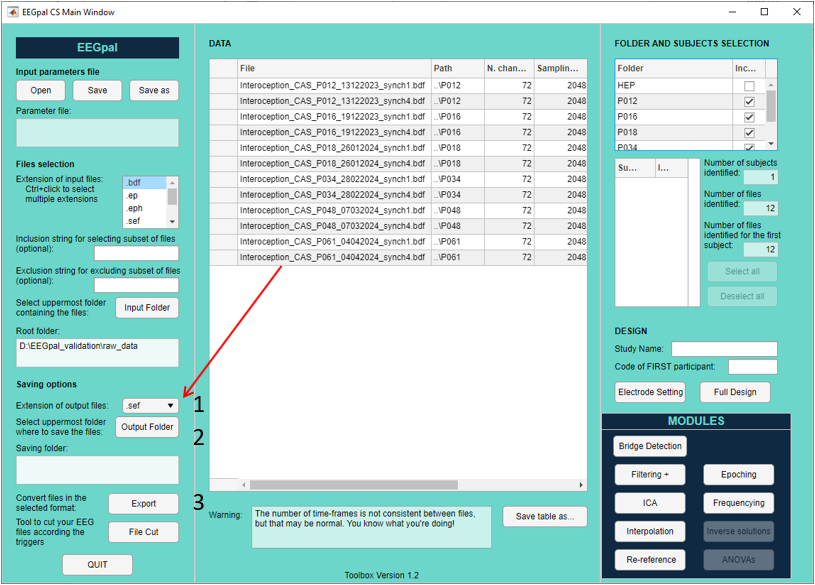 EEGpal CS Main Window
EEGpal
Input parameters file
Open Save Save as
Parameter file:
Files selection
Extension of input files:
Ctrl+click to select
multiple extensions
.bdf
.ep
.eph
.sef
Inclusion string for selecting subset of files
(optional):
Exclusion string for excluding subset of files
(optional):
Select uppermost folder
containing the files:
Input Folder
Root folder:
D:\EEGpal_validation\raw_data
Saving options
Extension of output files:
.sef
1
Select uppermost folder
where to save the files:
Output Folder
2
Saving folder:
Convert files in the
selected format:
Export
3
Tool to cut your EEG
files according to the
triggers
File Cut
QUIT
DATA
File Path N. chan... Samplin...
Interoception_CAS_P012_13122023_synch1.bdf ..\P012 72 2048
Interoception_CAS_P012_13122023_synch4.bdf ..\P012 72 2048
Interoception_CAS_P016_19122023_synch1.bdf ..\P016 72 2048
Interoception_CAS_P016_19122023_synch4.bdf ..\P016 72 2048
Interoception_CAS_P018_26012024_synch1.bdf ..\P018 72 2048
Interoception_CAS_P018_26012024_synch4.bdf ..\P018 72 2048
Interoception_CAS_P034_28022024_synch1.bdf ..\P034 72 2048
Interoception_CAS_P034_28022024_synch4.bdf ..\P034 72 2048
Interoception_CAS_P048_07032024_synch1.bdf ..\P048 72 2048
Interoception_CAS_P048_07032024_synch4.bdf ..\P048 72 2048
Interoception_CAS_P061_04042024_synch1.bdf ..\P061 72 2048
Interoception_CAS_P061_04042024_synch4.bdf ..\P061 72 2048
Warning:
The number of time-frames is not consistent between files,
but that may be normal. You know what you're doing!
Save table as...
Toolbox Version 1.2
FOLDER AND SUBJECTS SELECTION
Folder Inc...
HEP
P012
P016
P018
P034
Su... I...
Number of subjects
identified:
1
Number of files
identified:
12
Number of files
identified for the first
subject:
12
Select all
Deselect all
DESIGN
Study Name:
Code of FIRST participant:
Electrode Setting Full Design
MODULES
Bridge Detection
Filtering + Epoching
ICA Frequencying
Interpolation Inverse solutions
Re-reference ANOVAs